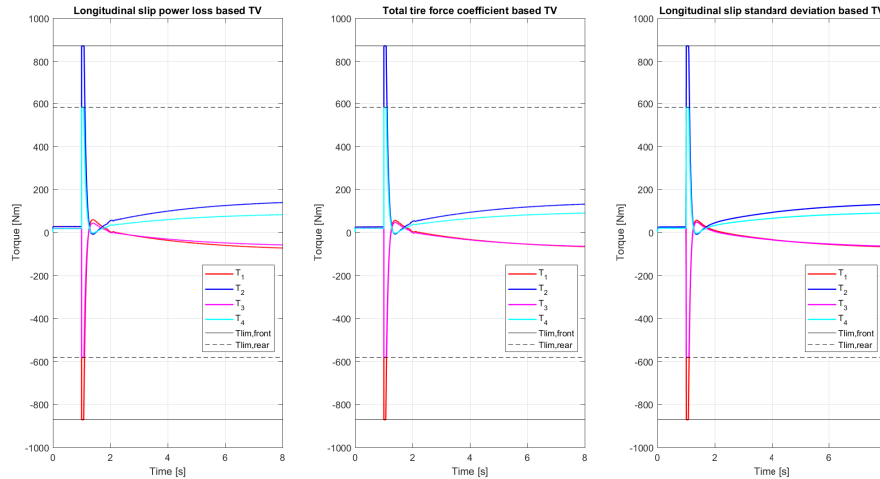 Longitudinal slip power loss based TV
1000
800
600
400
200
0
-200
-400
-600
-800
-1000
Torque [Nm]
0 2 4 6 8
Time [s]
T1
T2
T3
T4
Tlim,front
Tlim,rear
Total tire force coefficient based TV
1000
800
600
400
200
0
-200
-400
-600
-800
-1000
Torque [Nm]
0 2 4 6 8
Time [s]
T1
T2
T3
T4
Tlim,front
Tlim,rear
Longitudinal slip standard deviation based TV
1000
800
600
400
200
0
-200
-400
-600
-800
-1000
Torque [Nm]
0 2 4 6 8
Time [s]
T1
T2
T3
T4
Tlim,front
Tlim,rear